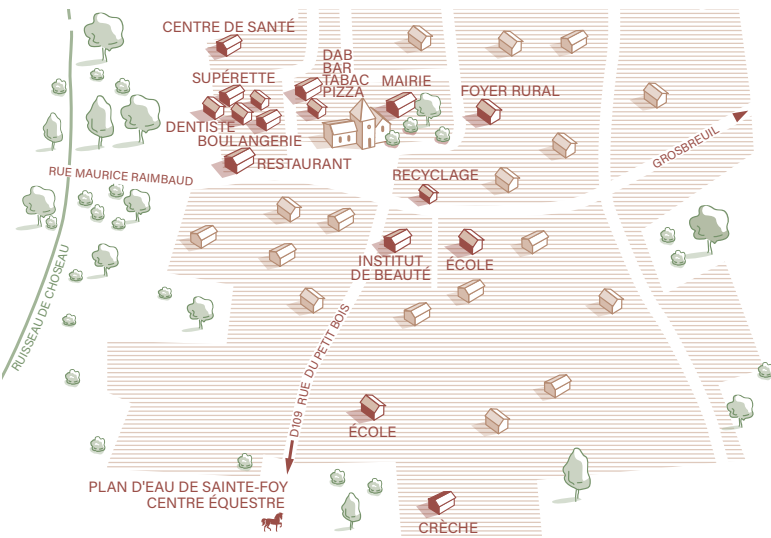 CENTRE DE SANTÉ
DAB
BAR
TABAC
PIZZA
SUPÉRETTE
MAIRIE
FOYER RURAL
DENTISTE
BOULANGERIE
RESTAURANT
GROSBREUIL
RUE MAURICE RAIMBAUD
RECYCLAGE
INSTITUT
DE BEAUTÉ
ÉCOLE
RUISSEAU DE CHOSEAU
D109 RUE DU PETIT BOIS
ÉCOLE
PLAN D'EAU DE SAINTE-FOY
CENTRE ÉQUESTRE
CRÈCHE